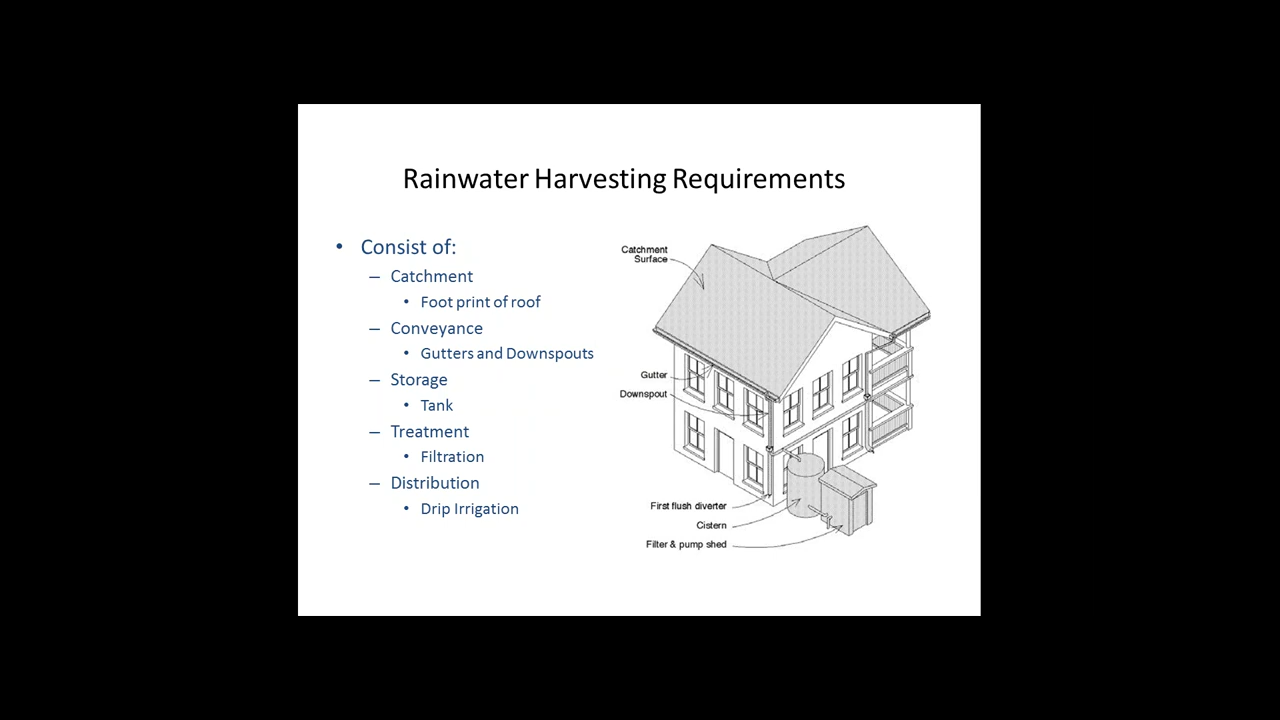 Rainwater Harvesting Requirements
• Consist of:
– Catchment
• Foot print of roof
– Conveyance
• Gutters and Downspouts
– Storage
• Tank
– Treatment
• Filtration
– Distribution
• Drip Irrigation
Catchment
Surface
Gutter
Downspout
First flush diverter
Cistern
Filter & pump shed